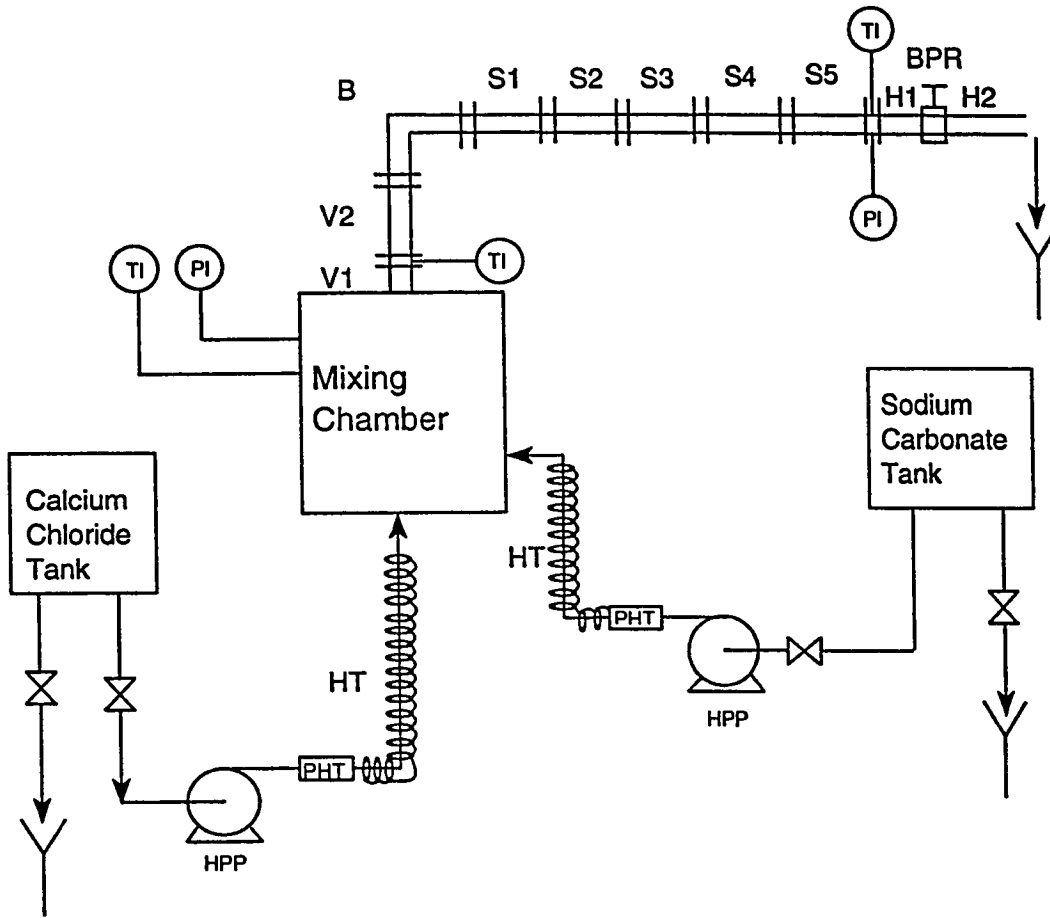 TI
BPR
B
S1
S2
S3
S4
S5
H1
H2
V2
PI
TI
PI
TI
V1
Mixing
Chamber
Sodium
Carbonate
Tank
Calcium
Chloride
Tank
HT
PHT
HT
HPP
PHT
HPP